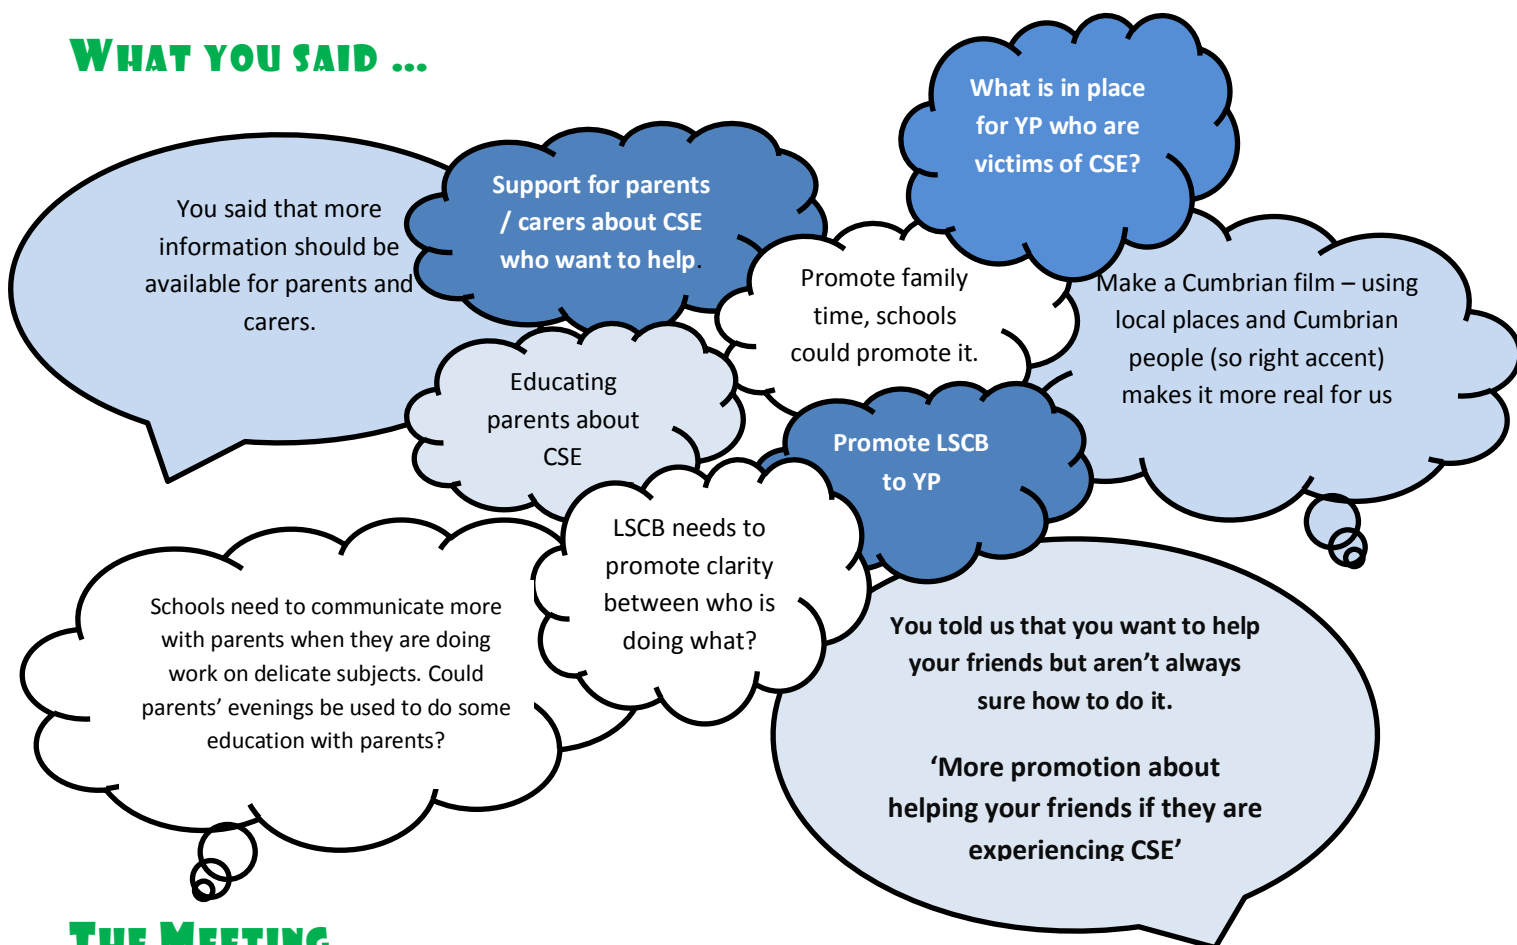 WHAT YOU SAID ...
What is in place
for YP who are
victims of CSE?
Support for parents
/ carers about CSE
who want to help.
You said that more
information should be
available for parents and
carers.
Promote family
time, schools
could promote it.
Make a Cumbrian film – using
local places and Cumbrian
people (so right accent)
makes it more real for us
Educating
parents about
CSE
Promote LSCB
to YP
LSCB needs to
promote clarity
between who is
doing what?
Schools need to communicate more
with parents when they are doing
work on delicate subjects. Could
parents’ evenings be used to do some
education with parents?
You told us that you want to help
your friends but aren’t always
sure how to do it.
‘More promotion about
helping your friends if they are
experiencing CSE’
THE MEETING